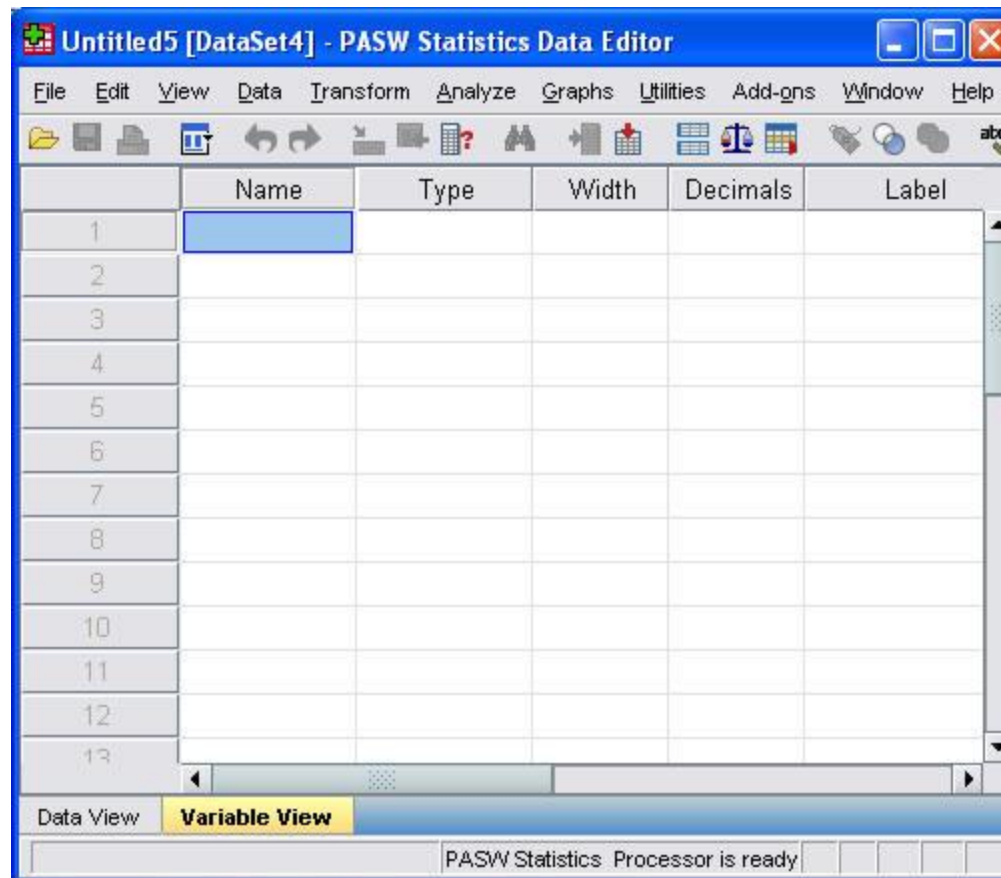 Untitled5 [DataSet4] - PASW Statistics Data Editor
File Edit View Data Transform Analyze Graphs Utilities Add-ons Window Help
Name Type Width Decimals Label
1
2
3
4
5
6
7
8
9
10
11
12
13
Data View Variable View
PASW Statistics Processor is ready